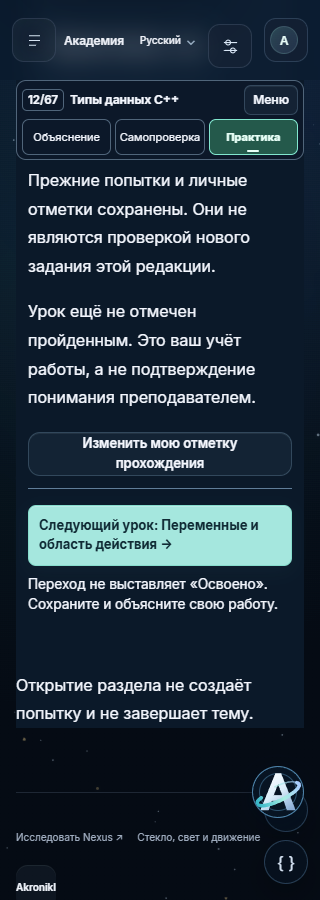 Академия
Русский
A
12/67
Типы данных C++
Меню
Объяснение
Самопроверка
Практика
Прежние попытки и личные
отметки сохранены. Они не
являются проверкой нового
задания этой редакции.
Урок ещё не отмечен
пройденным. Это ваш учёт
работы, а не подтверждение
понимания преподавателем.
Изменить мою отметку
прохождения
Следующий урок: Переменные и
область действия →
Переход не выставляет «Освоено».
Сохраните и объясните свою работу.
Открытие раздела не создаёт
попытку и не завершает тему.
A
Исследовать Nexus ↗
Стекло, свет и движение
{ }
Akroniki